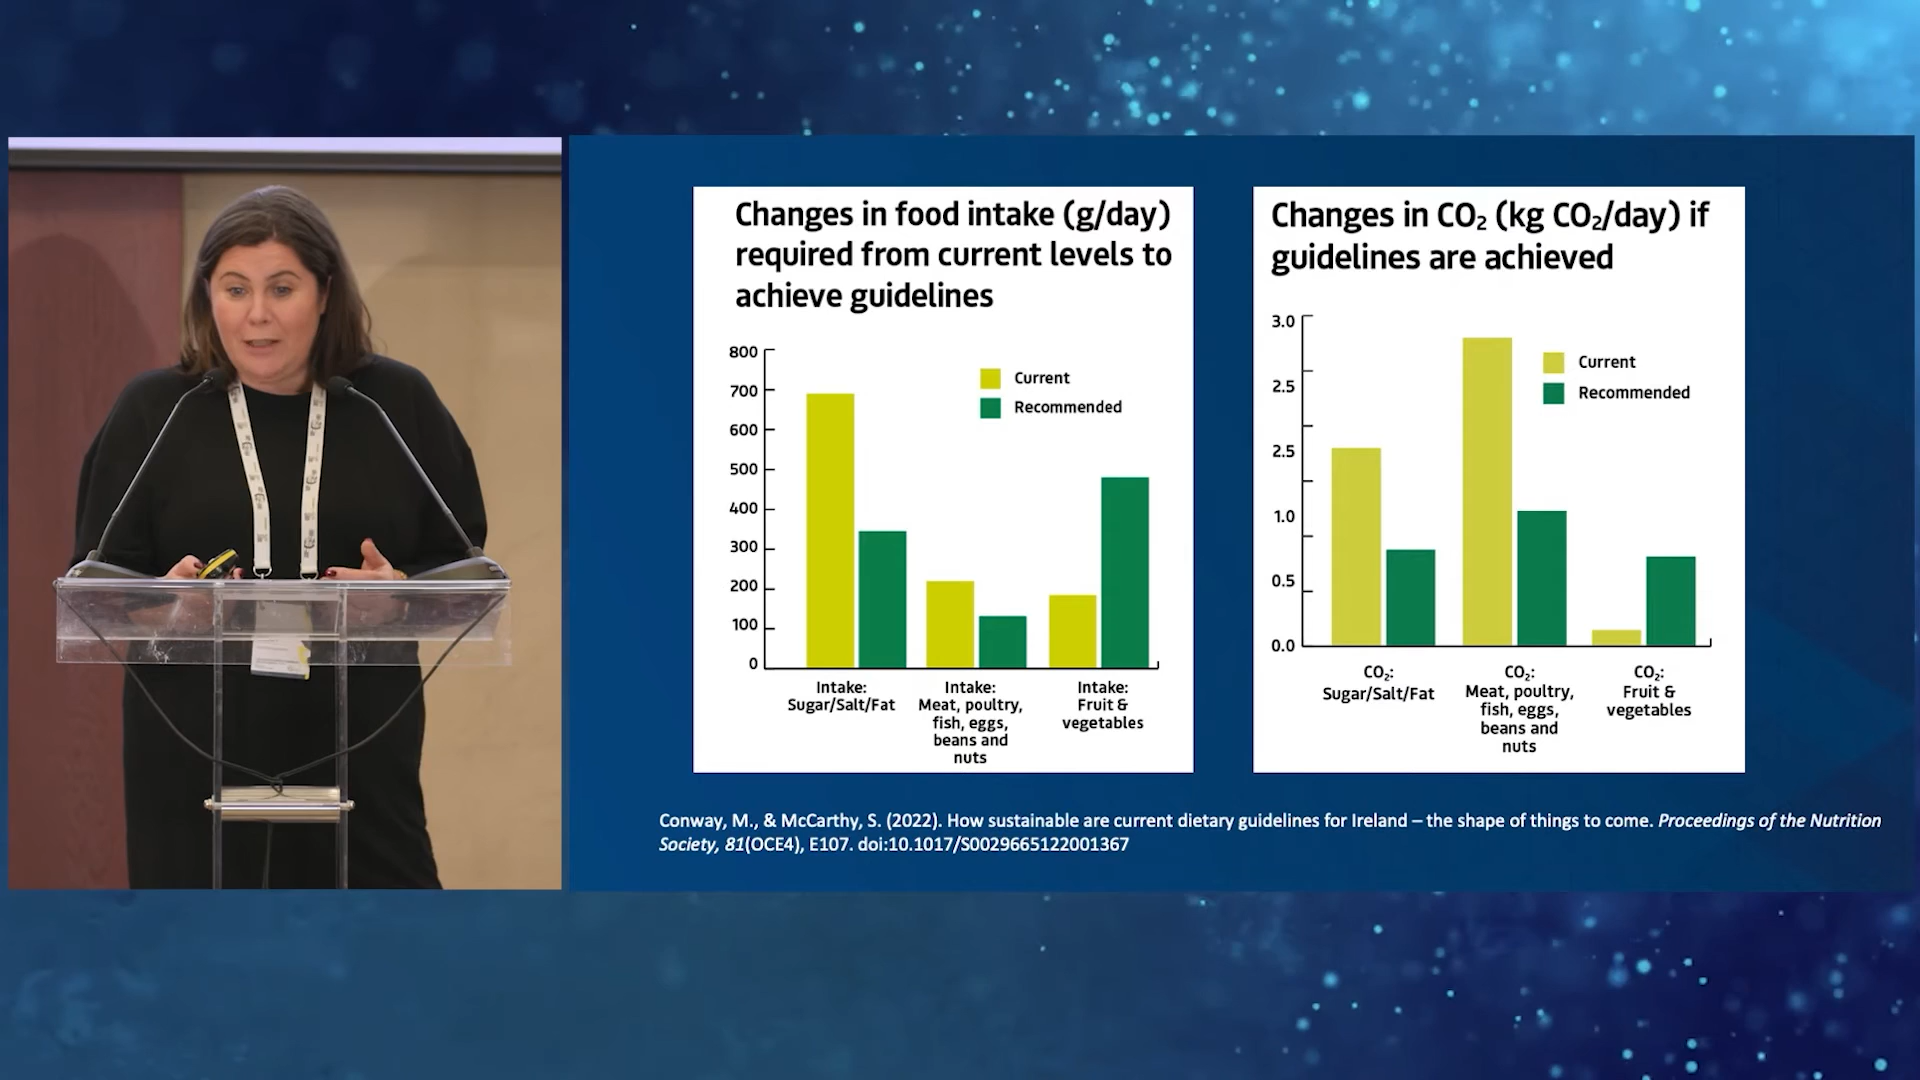 Changes in food intake (g/day)
required from current levels to
achieve guidelines
800
700
600
500
400
300
200
100
0
Current
Recommended
Intake:
Sugar/Salt/Fat
Intake:
Meat, poultry,
fish, eggs,
beans and
nuts
Intake:
Fruit &
vegetables
Changes in CO₂ (kg CO₂/day) if
guidelines are achieved
3.0
2.5
2.5
1.0
0.5
0.0
Current
Recommended
CO₂:
Sugar/Salt/Fat
CO₂:
Meat, poultry,
fish, eggs,
beans and
nuts
CO₂:
Fruit &
vegetables
Conway, M., & McCarthy, S. (2022). How sustainable are current dietary guidelines for Ireland – the shape of things to come. Proceedings of the Nutrition
Society, 81(OCE4), E107. doi:10.1017/S0029665122001367